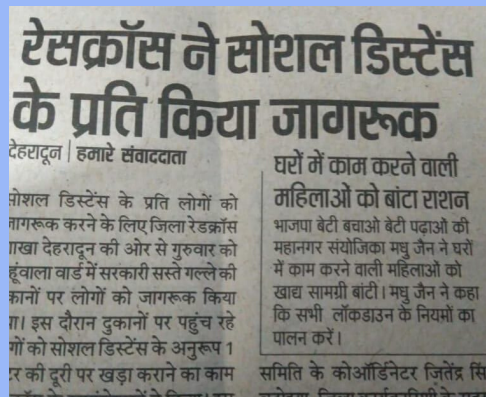 रेसक्रॉस ने सोशल डिस्टेंस
के प्रति किया जागरूक
देहरादून | हमारे संवाददाता
सोशल डिस्टेंस के प्रति लोगों को
जागरूक करने के लिए जिला रेडक्रॉस
शाखा देहरादून की ओर से गुरुवार को
वार्ड में सरकारी सस्ते गल्ले की
दुकानों पर लोगों को जागरूक किया
गया। इस दौरान दुकानों पर पहुंच रहे
लोगों को सोशल डिस्टेंस के अनुरूप 1
की दूरी पर खड़ा कराने का काम
घरों में काम करने वाली
महिलाओं को बांटा राशन
भाजपा बेटी बचाओ बेटी पढ़ाओ की
महानगर संयोजिका मधु जैन ने घरों
में काम करने वाली महिलाओं को
खाद्य सामग्री बांटी। मधु जैन ने कहा
कि सभी लॉकडाउन के नियमों का
पालन करें।
समिति के कोऑर्डिनेटर जितेंद्र